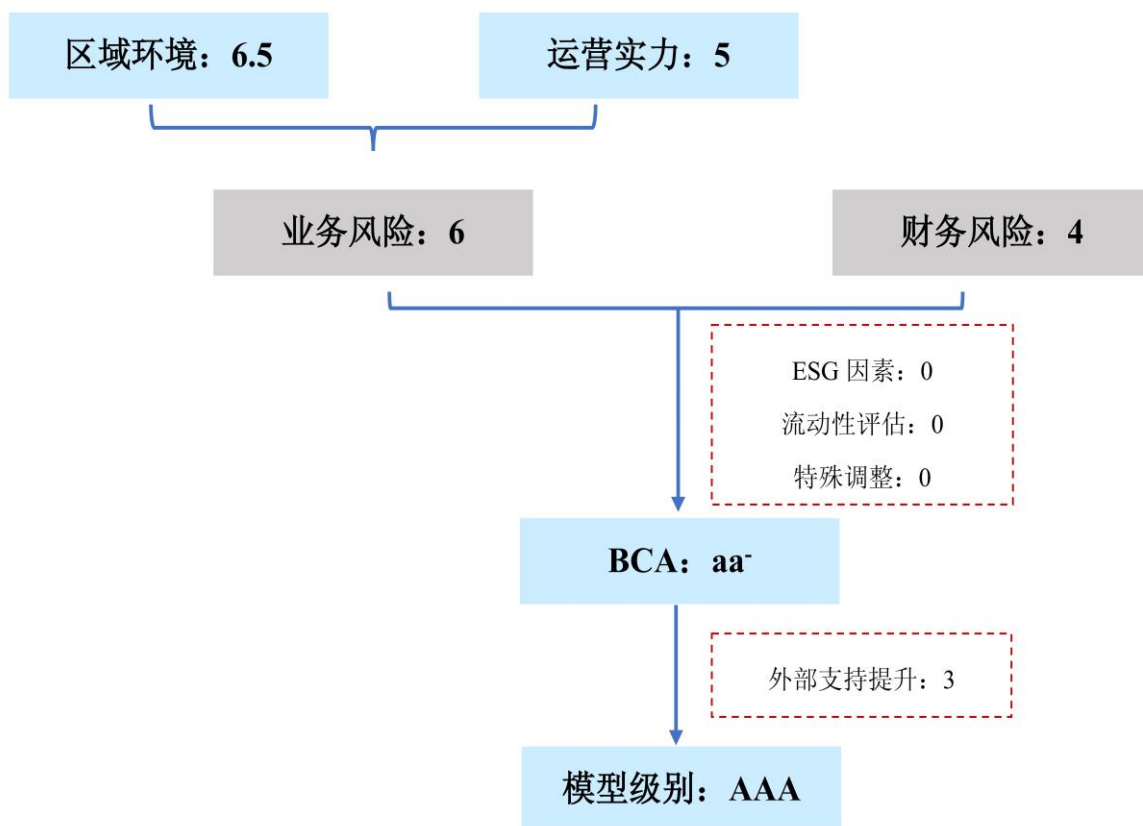 区域环境：6.5
运营实力：5
业务风险：6
财务风险：4
ESG 因素：0
流动性评估：0
特殊调整：0
BCA：aa-
外部支持提升：3
模型级别：AAA